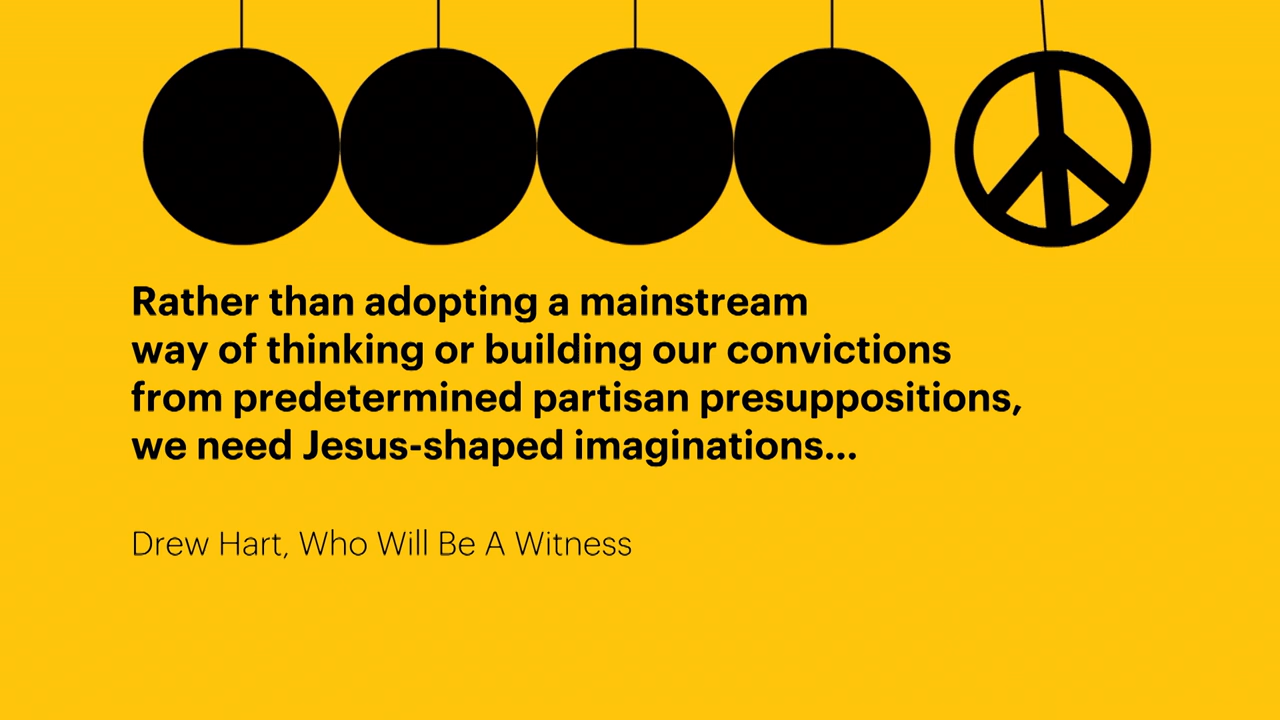 Rather than adopting a mainstream
way of thinking or building our convictions
from predetermined partisan presuppositions,
we need Jesus-shaped imaginations...
Drew Hart, Who Will Be A Witness